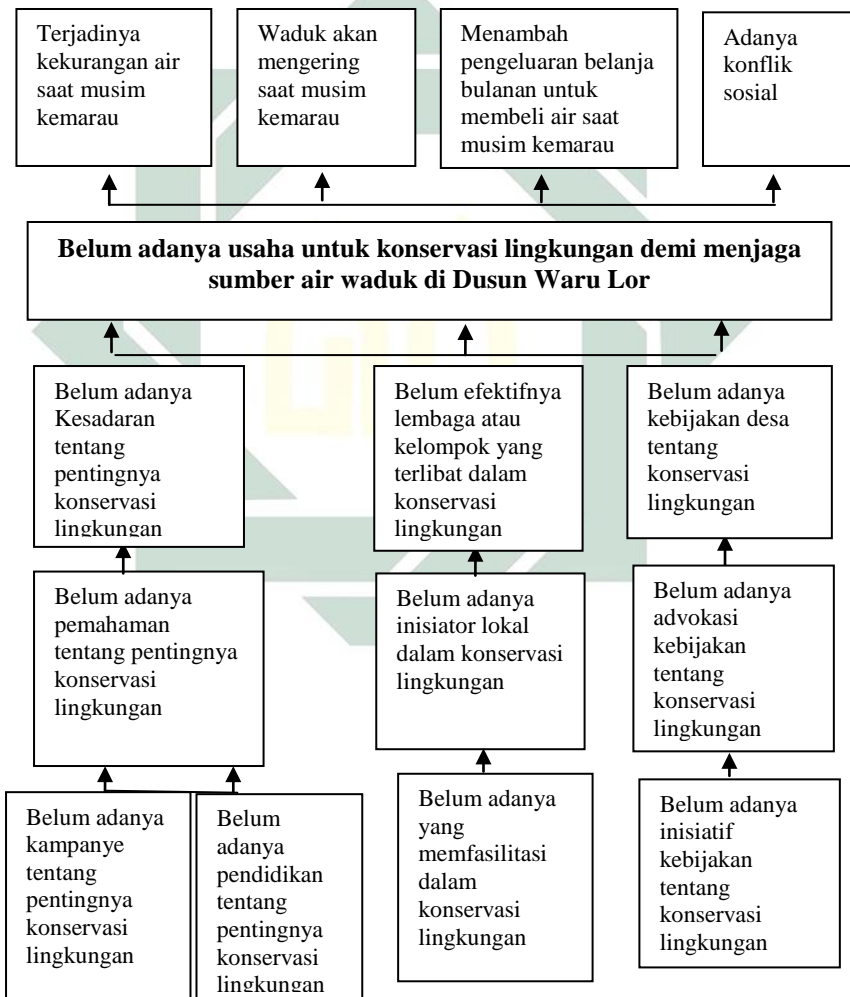 Terjadinya
kekurangan air
saat musim
kemarau
Waduk akan
mengering
saat musim
kemarau
Menambah
pengeluaran belanja
bulanan untuk
membeli air saat
musim kemarau
Adanya
konflik
sosial
Belum adanya usaha untuk konservasi lingkungan demi menjaga
sumber air waduk di Dusun Waru Lor
Belum adanya
Kesadaran
tentang
pentingnya
konservasi
lingkungan
Belum efektifnya
lembaga atau
kelompok yang
terlibat dalam
konservasi
lingkungan
Belum adanya
kebijakan desa
tentang
konservasi
lingkungan
Belum adanya
pemahaman
tentang pentingnya
konservasi
lingkungan
Belum adanya
inisiator lokal
dalam konservasi
lingkungan
Belum adanya
advokasi
kebijakan
tentang
konservasi
lingkungan
Belum adanya
kampanye
tentang
pentingnya
konservasi
lingkungan
Belum
adanya
pendidikan
tentang
pentingnya
konservasi
lingkungan
Belum adanya
yang
memfasilitasi
dalam
konservasi
lingkungan
Belum adanya
inisiatif
kebijakan
tentang
konservasi
lingkungan